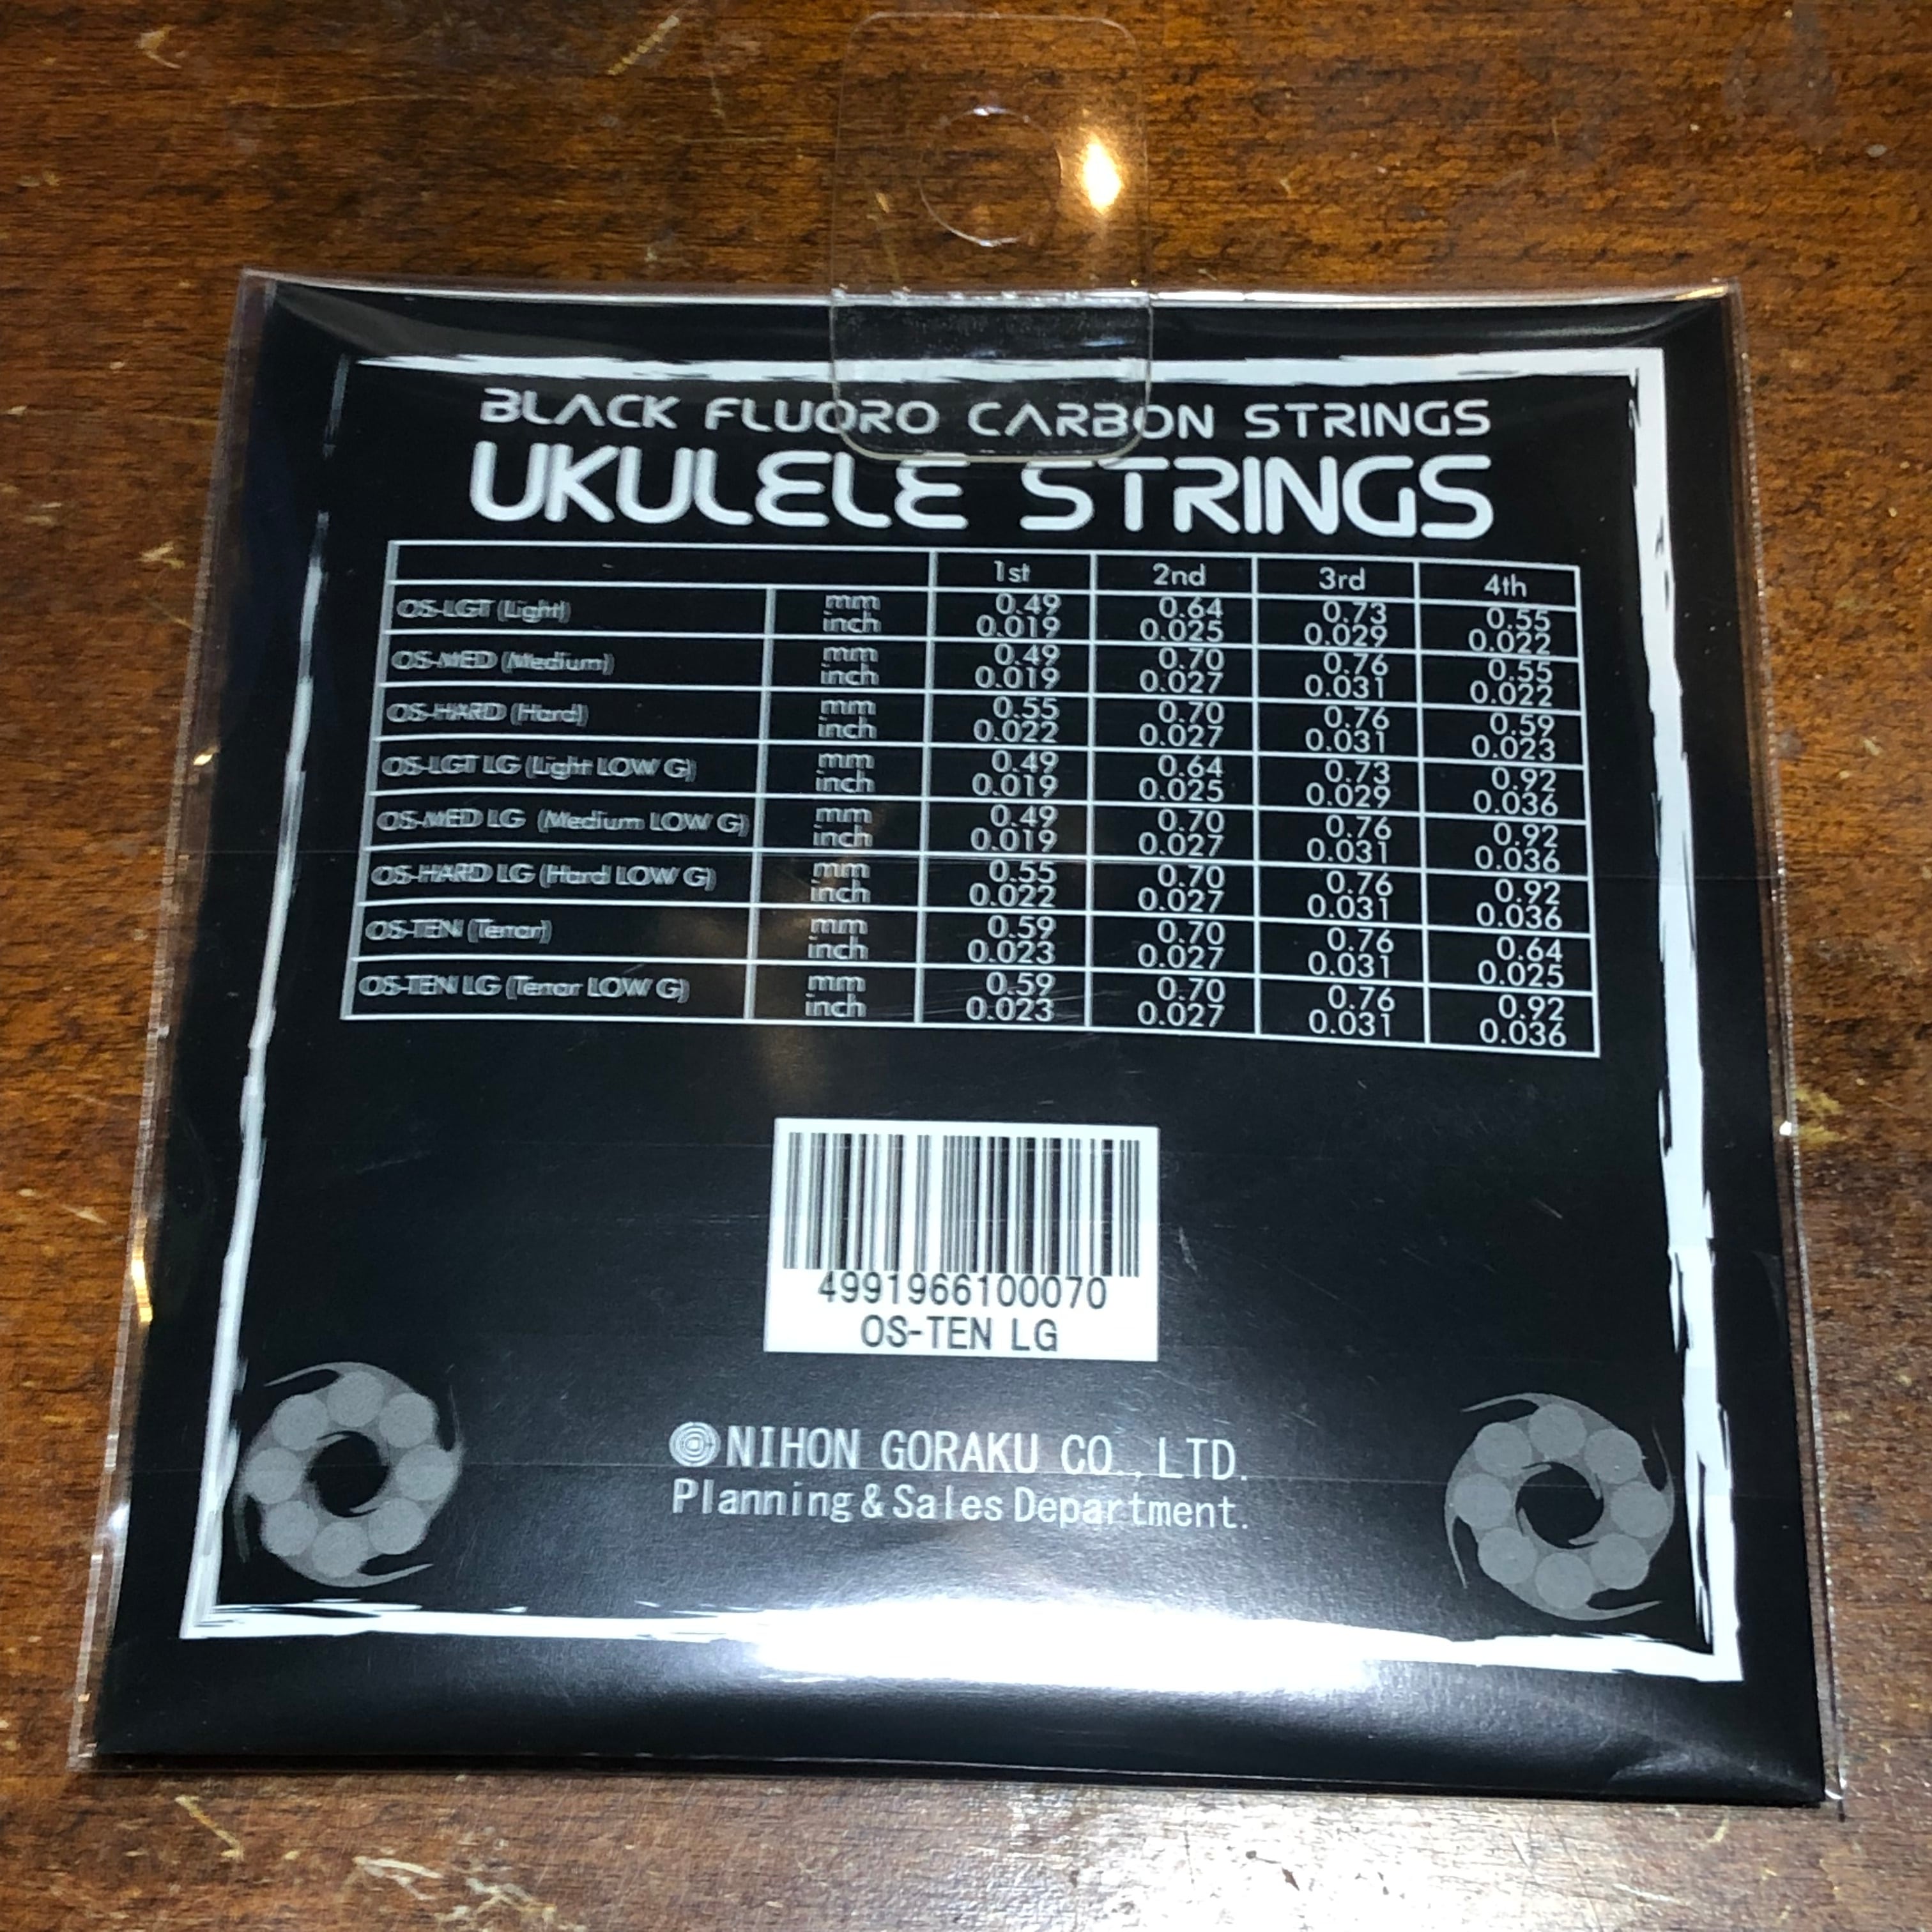 BLACK FLUORO CARBON STRINGS
UKULELE STRINGS
1st 2nd 3rd 4th
OS-LGT (Light) mm 0.49 0.64 0.73 0.55
inch 0.019 0.025 0.029 0.022
OS-MED (Medium) mm 0.49 0.70 0.76 0.55
inch 0.019 0.027 0.031 0.022
OS-HARD (Hard) mm 0.55 0.70 0.76 0.59
inch 0.022 0.027 0.031 0.023
OS-LGT LG (Light LOW G) mm 0.49 0.64 0.73 0.92
inch 0.019 0.025 0.029 0.036
OS-MED LG (Medium LOW G) mm 0.49 0.70 0.76 0.92
inch 0.019 0.027 0.031 0.036
OS-HARD LG (Hard LOW G) mm 0.55 0.70 0.76 0.92
inch 0.022 0.027 0.031 0.036
OS-TEN (Tenor) mm 0.59 0.70 0.76 0.64
inch 0.023 0.027 0.031 0.025
OS-TEN LG (Tenor LOW G) mm 0.59 0.70 0.76 0.92
inch 0.023 0.027 0.031 0.036
4991966100070
OS-TEN LG
NIHON GORAKU CO., LTD.
Planning & Sales Department.